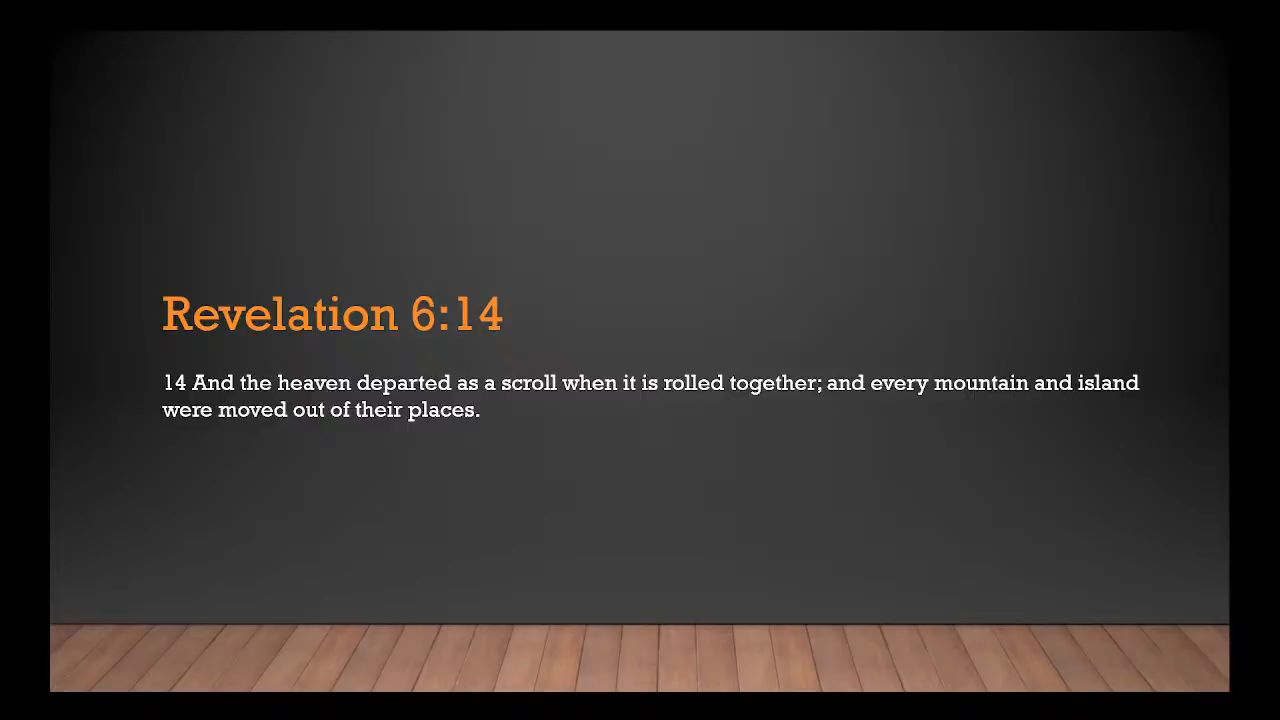 Revelation 6:14
14 And the heaven departed as a scroll when it is rolled together; and every mountain and island
were moved out of their places.